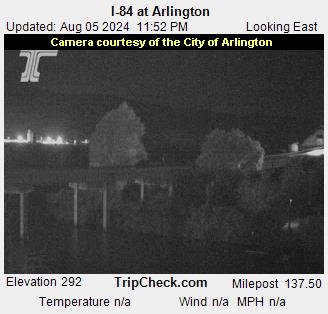 I-84 at Arlington
Updated: Aug 05 2024 11:52 PM Looking East
Camera courtesy of the City of Arlington
Elevation 292 TripCheck.com Milepost 137.50
Temperature n/a Wind n/a MPH n/a